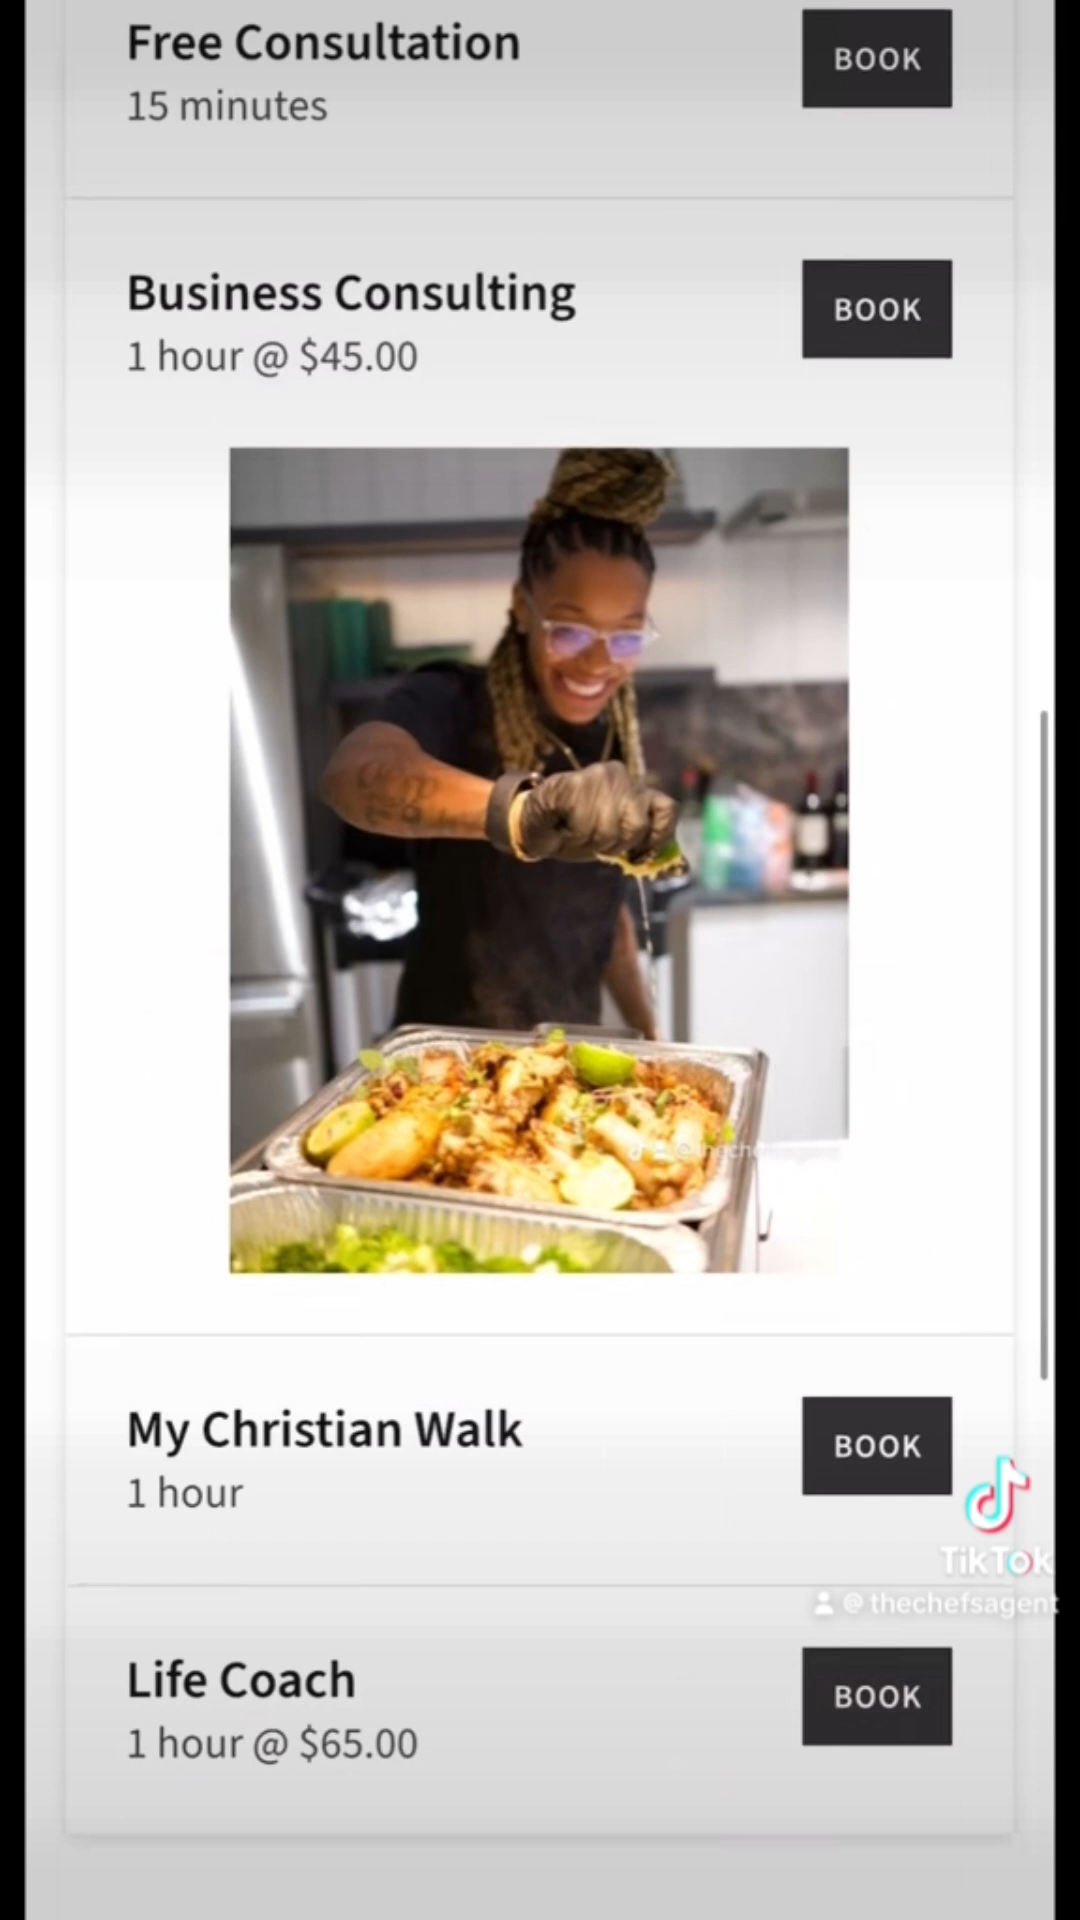 Free Consultation
BOOK
15 minutes
Business Consulting
BOOK
1 hour @ $45.00
My Christian Walk
BOOK
1 hour
TikTok
@thechefsagent
Life Coach
BOOK
1 hour @ $65.00